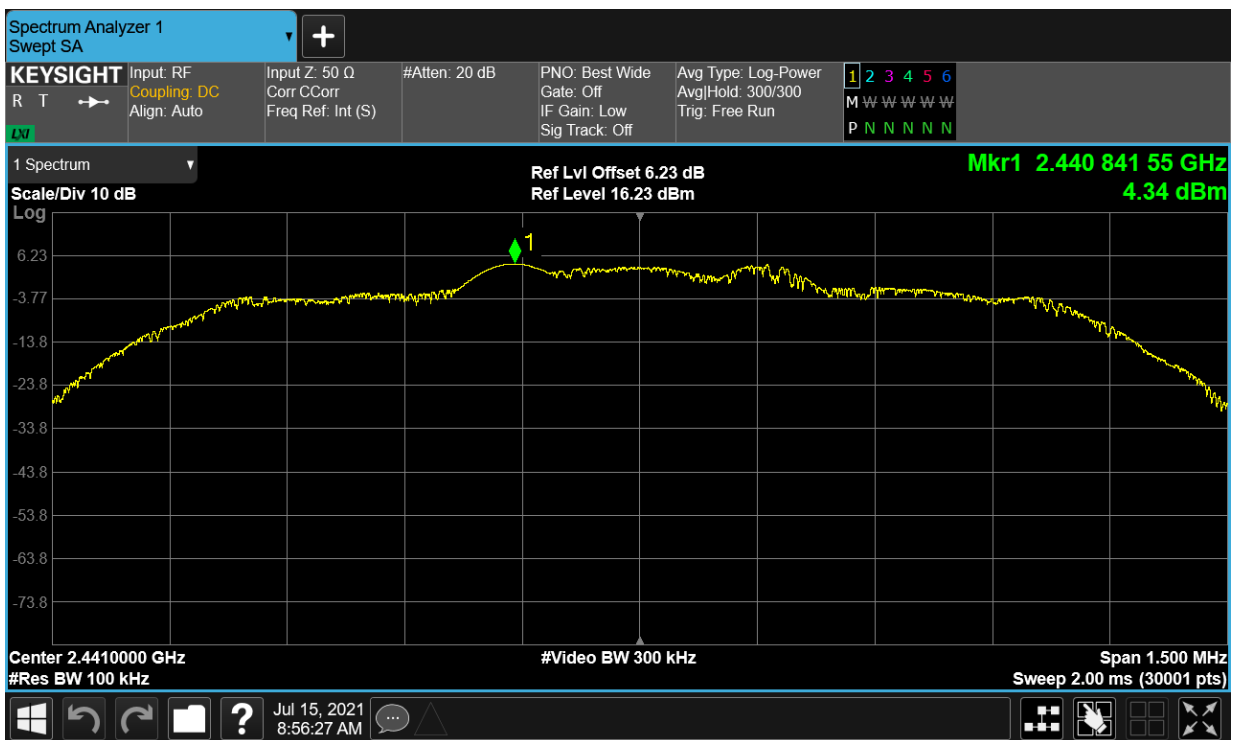 Spectrum Analyzer 1
Swept SA
KEYSIGHT
R T
LXI
Input: RF
Coupling: DC
Align: Auto
Input Z: 50 Ω
Corr CCorr
Freq Ref: Int (S)
#Atten: 20 dB
PNO: Best Wide
Gate: Off
IF Gain: Low
Sig Track: Off
Avg Type: Log-Power
Avg|Hold: 300/300
Trig: Free Run
1 2 3 4 5 6
M W W W W W
P N N N N N
1 Spectrum
Scale/Div 10 dB
Log
Ref Lvl Offset 6.23 dB
Ref Level 16.23 dBm
Mkr1 2.440 841 55 GHz
4.34 dBm
1
6.23
-3.77
-13.8
-23.8
-33.8
-43.8
-53.8
-63.8
-73.8
Center 2.4410000 GHz
#Res BW 100 kHz
#Video BW 300 kHz
Span 1.500 MHz
Sweep 2.00 ms (30001 pts)
?
Jul 15, 2021
8:56:27 AM